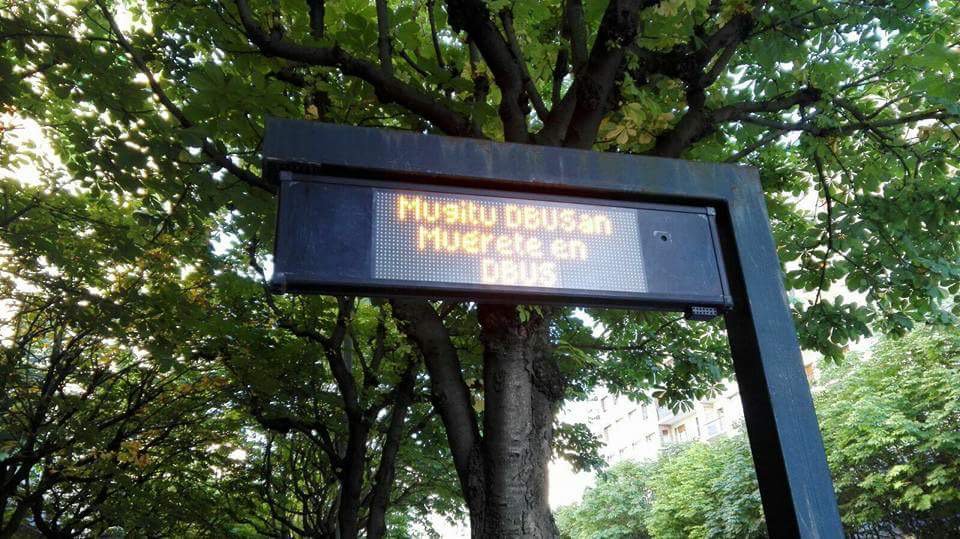 Mugitu DBUSan
Muerete en
DBUS